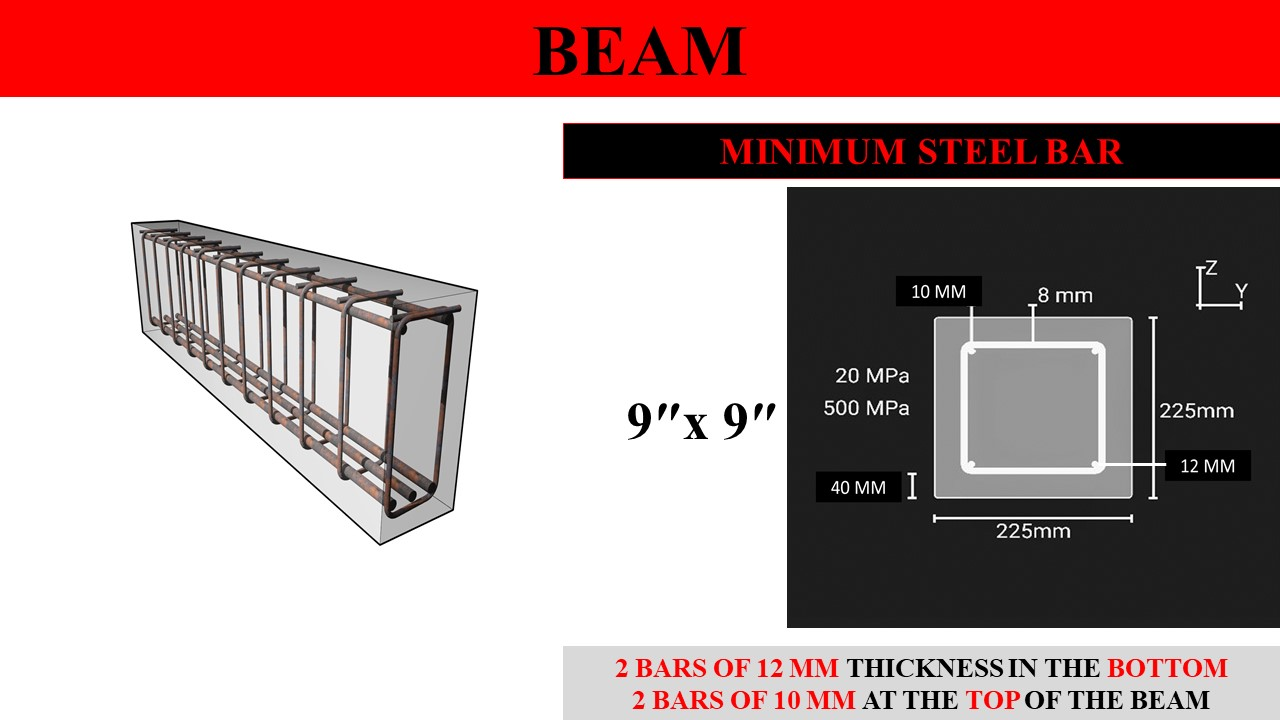 BEAM
MINIMUM STEEL BAR
Z
10 MM
8 mm
Y
20 MPa
500 MPa
225mm
9″x 9″
12 MM
40 MM
225mm
2 BARS OF 12 MM THICKNESS IN THE BOTTOM
2 BARS OF 10 MM AT THE TOP OF THE BEAM